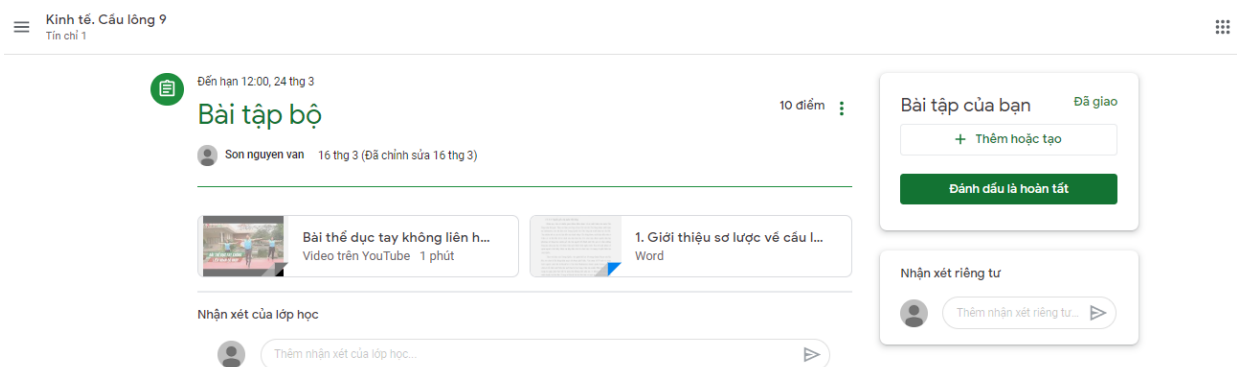 Kinh tế. Cầu lông 9
Tín chỉ 1
Đến hạn 12:00, 24 thg 3
Bài tập bộ
10 điểm
Son nguyen van 16 thg 3 (Đã chỉnh sửa 16 thg 3)
Bài thể dục tay không liên h...
Video trên YouTube 1 phút
1. Giới thiệu sơ lược về cầu l...
Word
Nhận xét của lớp học
Thêm nhận xét của lớp học...
Bài tập của bạn
Đã giao
+ Thêm hoặc tạo
Đánh dấu là hoàn tất
Nhận xét riêng tư
Thêm nhận xét riêng tư...